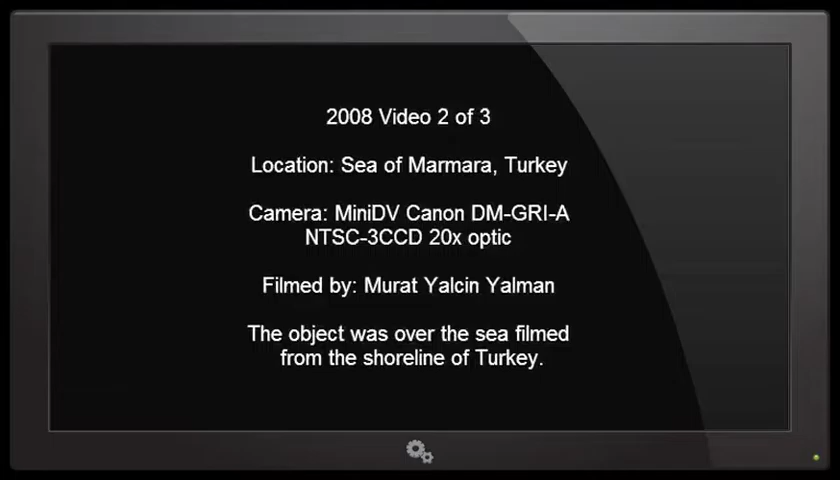 2008 Video 2 of 3
Location: Sea of Marmara, Turkey
Camera: MiniDV Canon DM-GRI-A
NTSC-3CCD 20x optic
Filmed by: Murat Yalcin Yalman
The object was over the sea filmed
from the shoreline of Turkey.